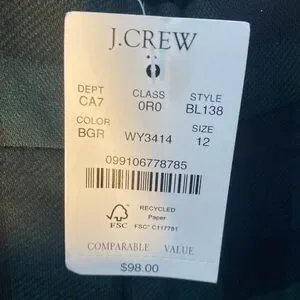 J.CREW
DEPT CLASS STYLE
CA7 0R0 BL138
COLOR SIZE
BGR WY3414 12
099106778785
RECYCLED
Paper
FSC FSC® C117791
COMPARABLE VALUE
$98.00